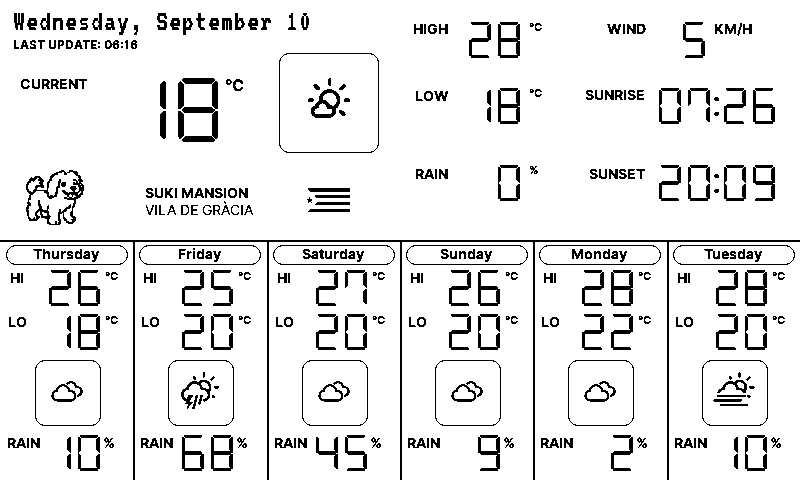 Wednesday, September 10
LAST UPDATE: 06:16
CURRENT 18 °C
SUKI MANSION
VILA DE GRÀCIA
HIGH 28 °C
LOW 18 °C
RAIN 0 %
WIND 5 KM/H
SUNRISE 07:26
SUNSET 20:09
Thursday
HI 26 °C
LO 18 °C
RAIN 10 %
Friday
HI 25 °C
LO 20 °C
RAIN 68 %
Saturday
HI 27 °C
LO 20 °C
RAIN 45 %
Sunday
HI 26 °C
LO 20 °C
RAIN 9 %
Monday
HI 28 °C
LO 22 °C
RAIN 2 %
Tuesday
HI 28 °C
LO 20 °C
RAIN 10 %